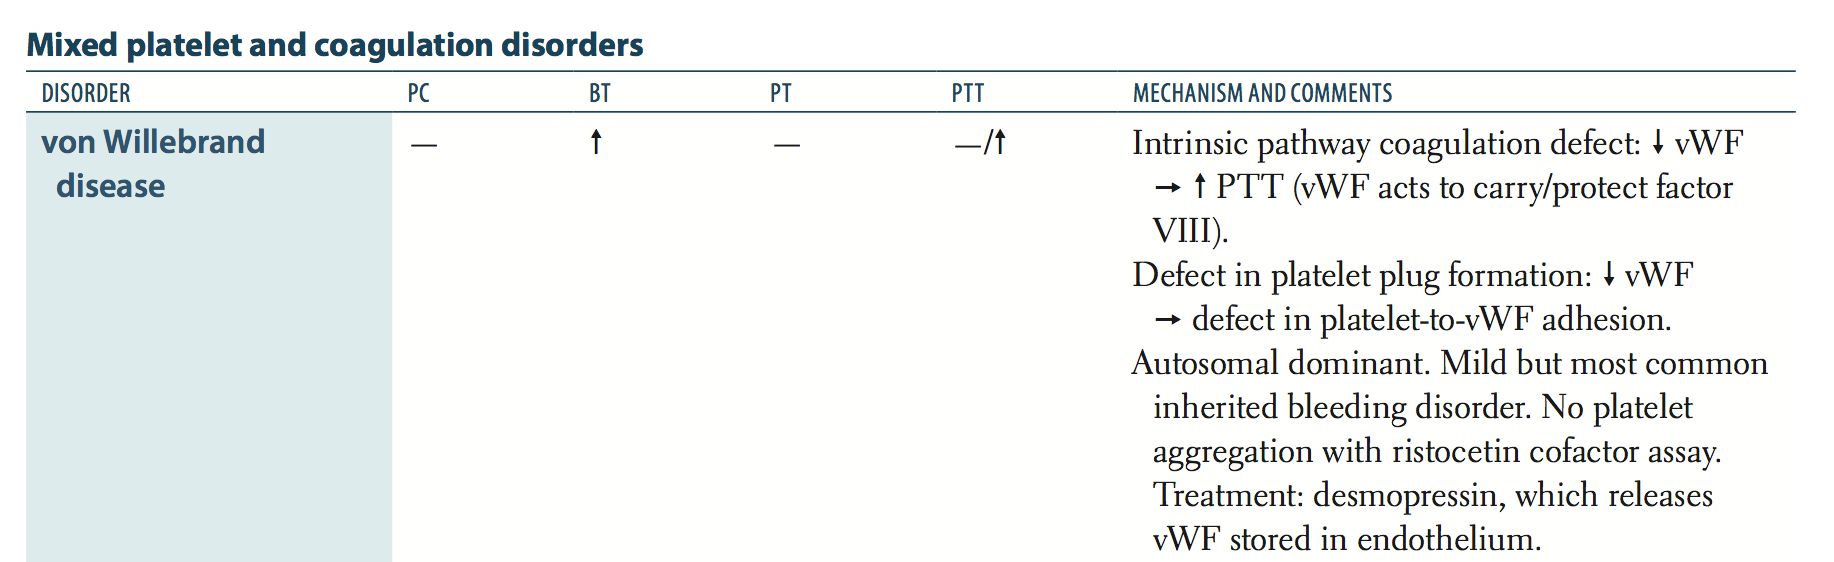 Mixed platelet and coagulation disorders
DISORDER PC BT PT PTT MECHANISM AND COMMENTS
von Willebrand — ↑ — —/↑ Intrinsic pathway coagulation defect: ↓ vWF
disease → ↑ PTT (vWF acts to carry/protect factor
VIII).
Defect in platelet plug formation: ↓ vWF
→ defect in platelet-to-vWF adhesion.
Autosomal dominant. Mild but most common
inherited bleeding disorder. No platelet
aggregation with ristocetin cofactor assay.
Treatment: desmopressin, which releases
vWF stored in endothelium.